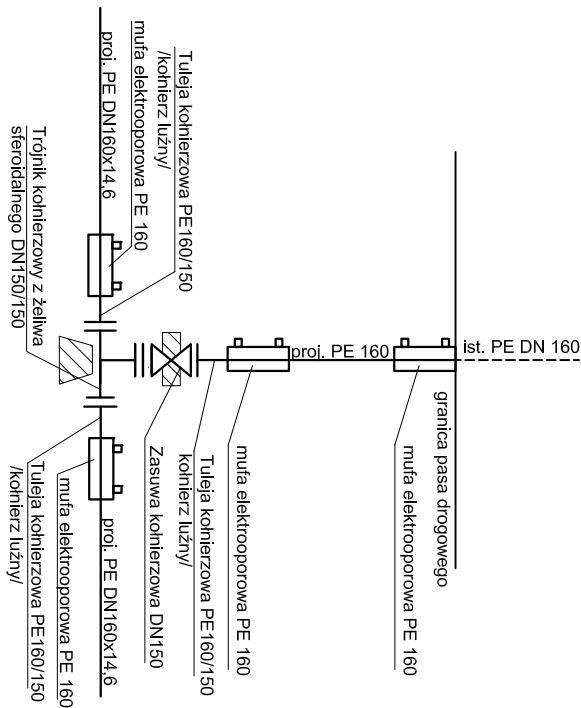 proj. PE DN160x14,6
mufa elektrooporowa PE 160
Tuleja kołnierzowa PE160/150
/kołnierz luźny/
Trójnik kołnierzowy z żeliwa
sferoidalnego DN150/150
proj. PE 160
ist. PE DN 160
granica pasa drogowego
mufa elektrooporowa PE 160
mufa elektrooporowa PE 160
Tuleja kołnierzowa PE160/150
kołnierz luźny/
Zasuwa kołnierzowa DN150
proj. PE DN160x14,6
mufa elektrooporowa PE 160
Tuleja kołnierzowa PE160/150
/kołnierz luźny/